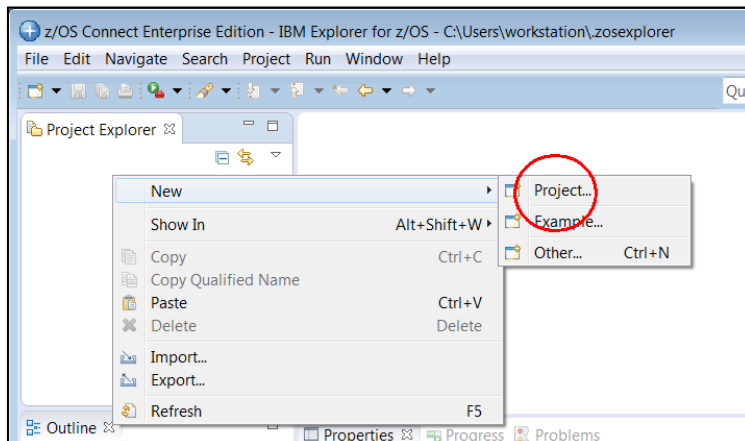 z/OS Connect Enterprise Edition - IBM Explorer for z/OS - C:\Users\workstation\.zosexplorer
File Edit Navigate Search Project Run Window Help
Qu
Project Explorer
New
Project...
Example...
Other... Ctrl+N
Show In Alt+Shift+W
Copy Ctrl+C
Copy Qualified Name
Paste Ctrl+V
Delete Delete
Import...
Export...
Refresh F5
Outline
Properties Progress Problems